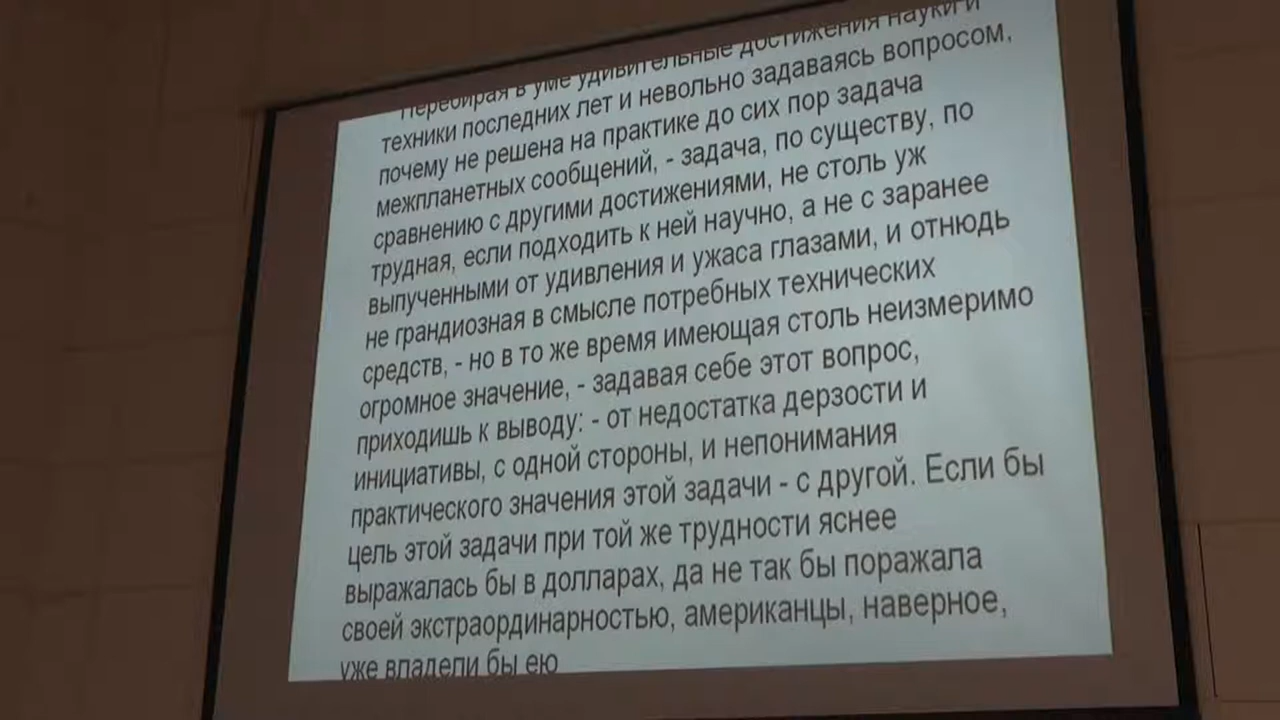 Перебирая в уме удивительные достижения науки и
техники последних лет и невольно задаваясь вопросом,
почему не решена на практике до сих пор задача
межпланетных сообщений, - задача, по существу, по
сравнению с другими достижениями, не столь уж
трудная, если подходить к ней научно, а не с заранее
выпученными от удивления и ужаса глазами, и отнюдь
не грандиозная в смысле потребных технических
средств, - но в то же время имеющая столь неизмеримо
огромное значение, - задавая себе этот вопрос,
приходишь к выводу: - от недостатка дерзости и
инициативы, с одной стороны, и непонимания
практического значения этой задачи - с другой. Если бы
цель этой задачи при той же трудности яснее
выражалась бы в долларах, да не так бы поражала
своей экстраординарностью, американцы, наверное,
уже владели бы ею